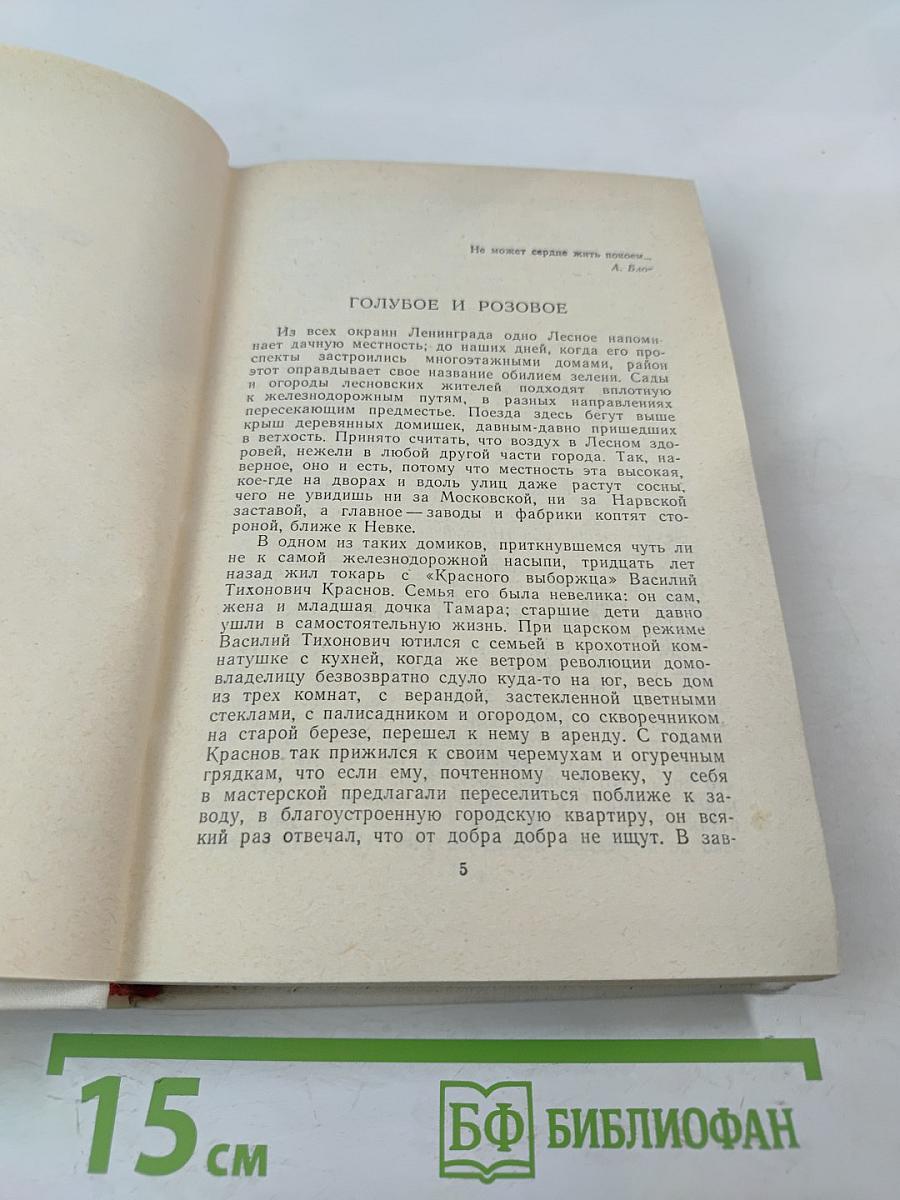 Не может сердце жить покоем...
А. Блок
ГОЛУБОЕ И РОЗОВОЕ
Из всех окраин Ленинграда одно Лесное напоми-
нает дачную местность; до наших дней, когда его про-
спекты застроились многоэтажными домами, район
этот оправдывает свое название обилием зелени. Сады
и огороды лесновских жителей подходят вплотную
к железнодорожным путям, в разных направлениях
пересекающим предместье. Поезда здесь бегут выше
крыш деревянных домишек, давным-давно пришедших
в ветхость. Принято считать, что воздух в Лесном здо-
ровей, нежели в любой другой части города. Так, на-
верное, оно и есть, потому что местность эта высокая,
кое-где на дворах и вдоль улиц даже растут сосны,
чего не увидишь ни за Московской, ни за Нарвской
заставой, а главное — заводы и фабрики коптят сто-
роной, ближе к Невке.
В одном из таких домиков, приткнувшемся чуть ли
не к самой железнодорожной насыпи, тридцать лет
назад жил токарь с «Красного выборжца» Василий
Тихонович Краснов. Семья его была невелика: он сам,
жена и младшая дочка Тамара; старшие дети давно
ушли в самостоятельную жизнь. При царском режиме
Василий Тихонович ютился с семьей в крохотной ком-
натушке с кухней, когда же ветром революции домо-
владелицу безвозвратно сдуло куда-то на юг, весь дом
из трех комнат, с верандой, застекленной цветными
стеклами, с палисадником и огородом, со скворечником
на старой березе, перешел к нему в аренду. С годами
Краснов так прижился к своим черемухам и огуречным
грядкам, что если ему, почтенному человеку, у себя
в мастерской предлагали переселиться поближе к за-
воду, в благоустроенную городскую квартиру, он вся-
кий раз отвечал, что от добра добра не ищут. В зав-
5
15 см
БФ БИБЛИОФАН